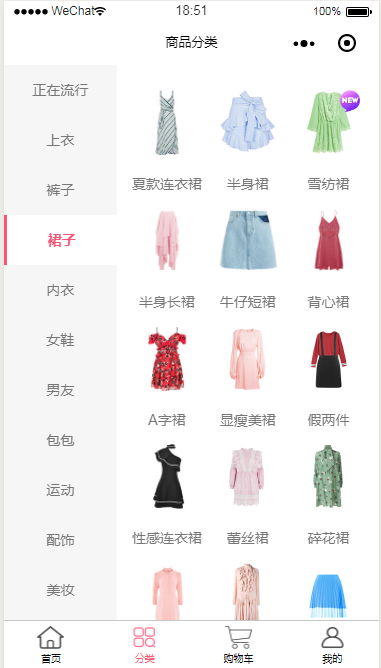 WeChat 18:51 100%
商品分类
正在流行
上衣
裤子
裙子
内衣
女鞋
男友
包包
运动
配饰
美妆
NEW
夏款连衣裙 半身裙 雪纺裙
半身长裙 牛仔短裙 背心裙
A字裙 显瘦美裙 假两件
性感连衣裙 蕾丝裙 碎花裙
首页 分类 购物车 我的